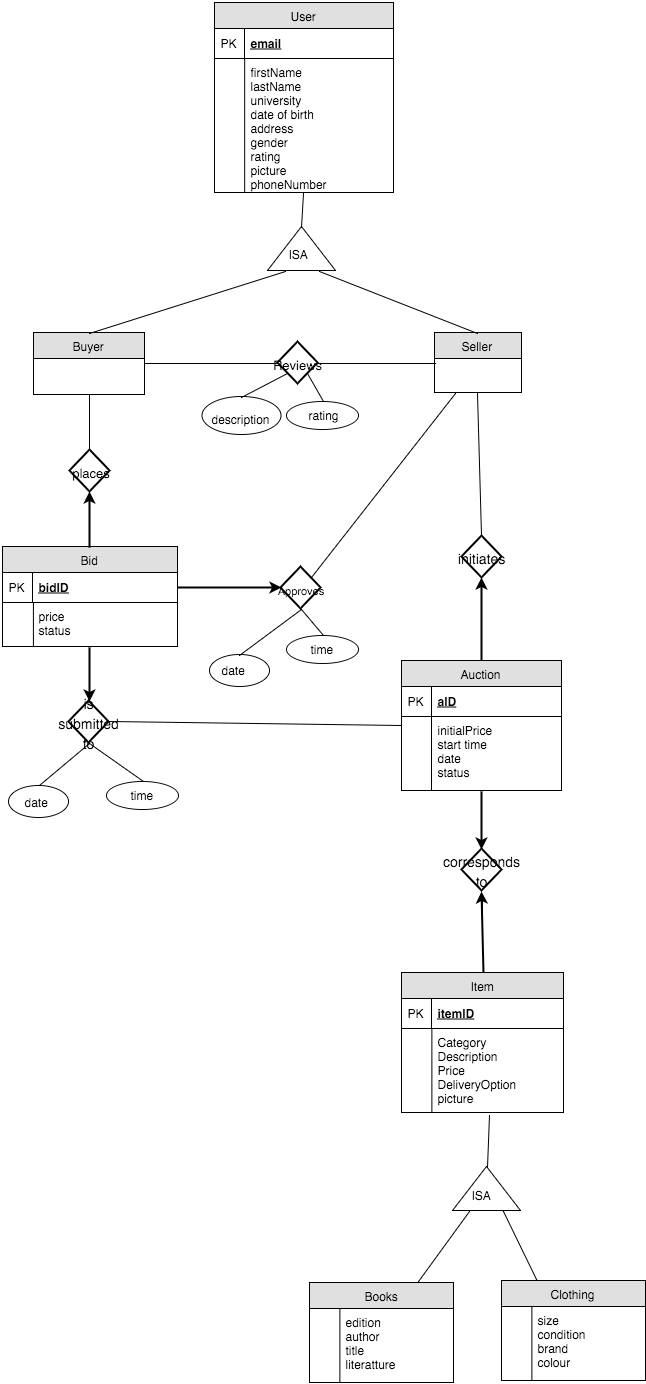 User
PK email
firstName
lastName
university
date of birth
address
gender
rating
picture
phoneNumber
ISA
Buyer
Reviews
Seller
description
rating
places
initiates
Bid
PK bidID
price
status
Approves
date
time
Auction
PK aID
initialPrice
start time
date
status
is
submitted
to
date
time
corresponds
to
Item
PK itemID
Category
Description
Price
DeliveryOption
picture
ISA
Books
edition
author
title
literatture
Clothing
size
condition
brand
colour